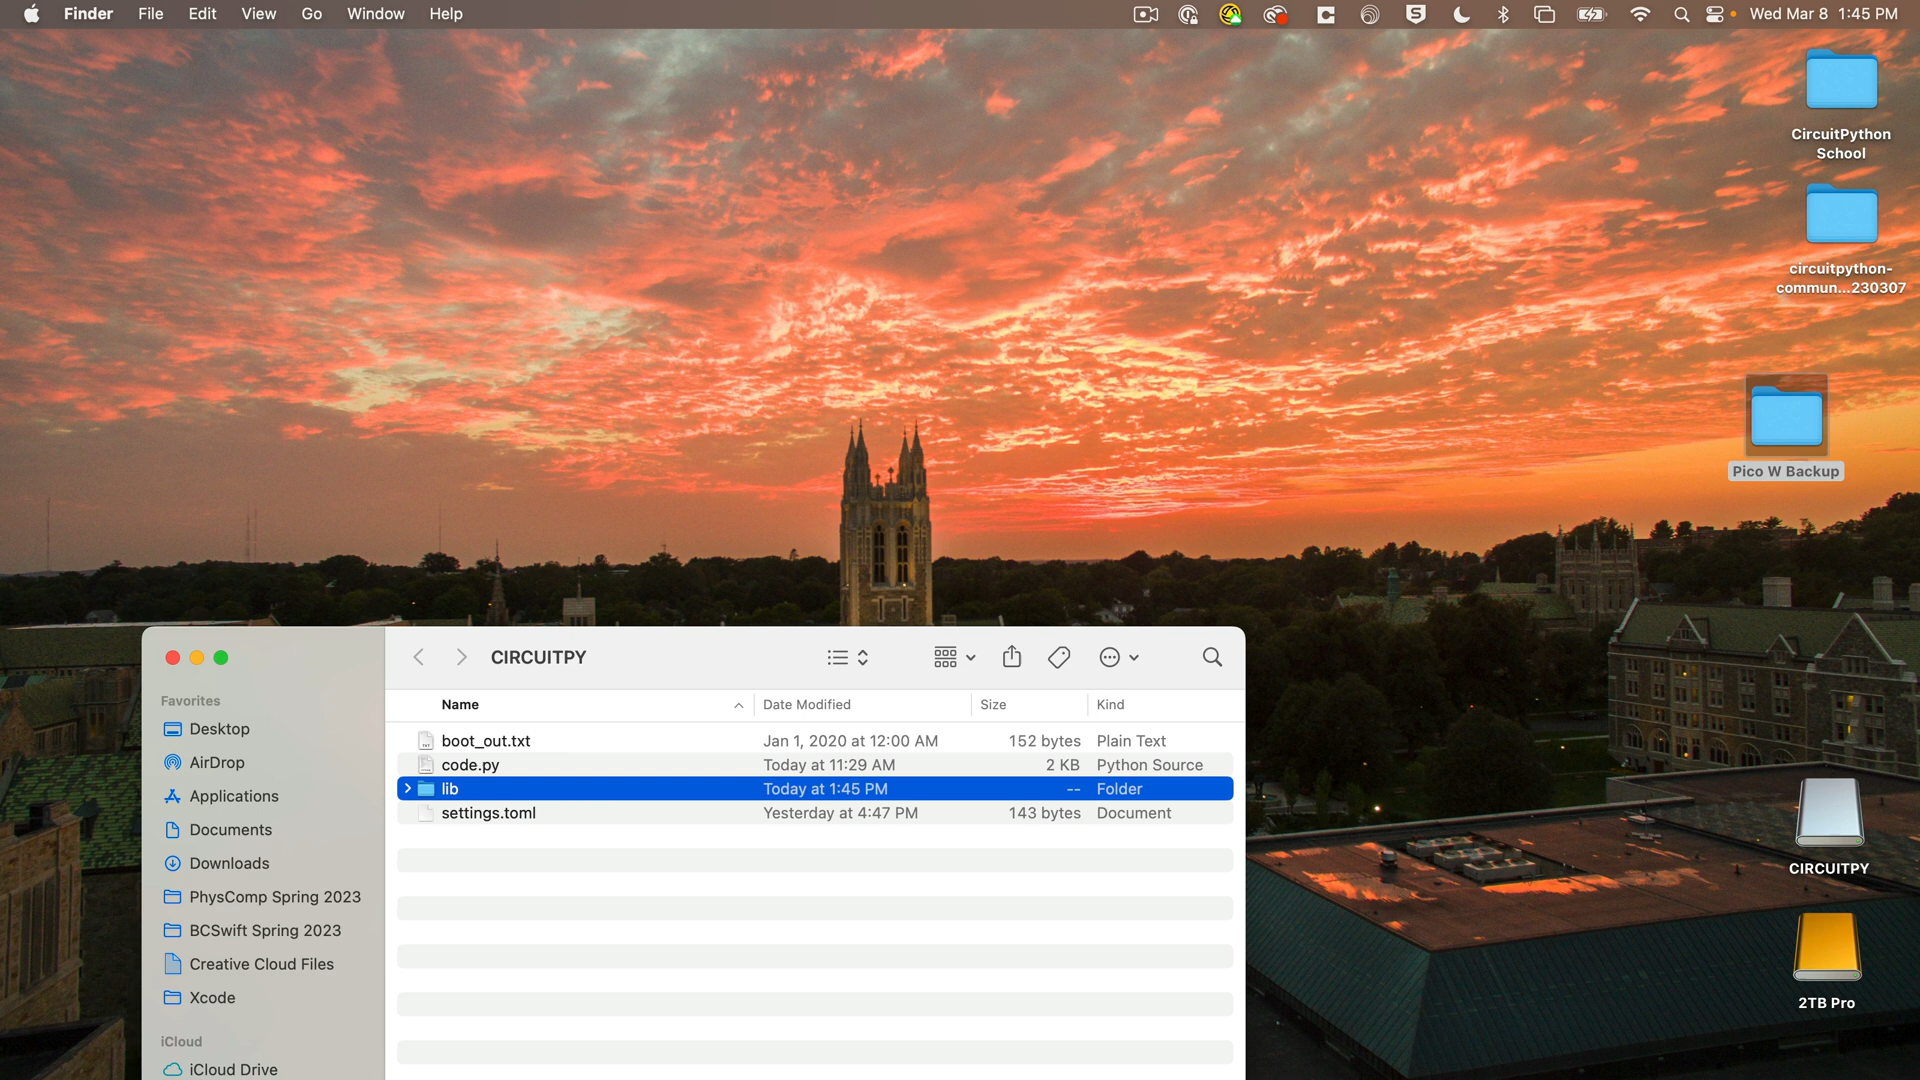 Finder File Edit View Go Window Help
Wed Mar 8 1:45 PM
CircuitPython
School
circuitpython-
commun...230307
Pico W Backup
CIRCUITPY
Favorites
Desktop
AirDrop
Applications
Documents
Downloads
PhysComp Spring 2023
BCSwift Spring 2023
Creative Cloud Files
Xcode
iCloud
iCloud Drive
Name Date Modified Size Kind
boot_out.txt Jan 1, 2020 at 12:00 AM 152 bytes Plain Text
code.py Today at 11:29 AM 2 KB Python Source
lib Today at 1:45 PM -- Folder
settings.toml Yesterday at 4:47 PM 143 bytes Document
CIRCUITPY
2TB Pro